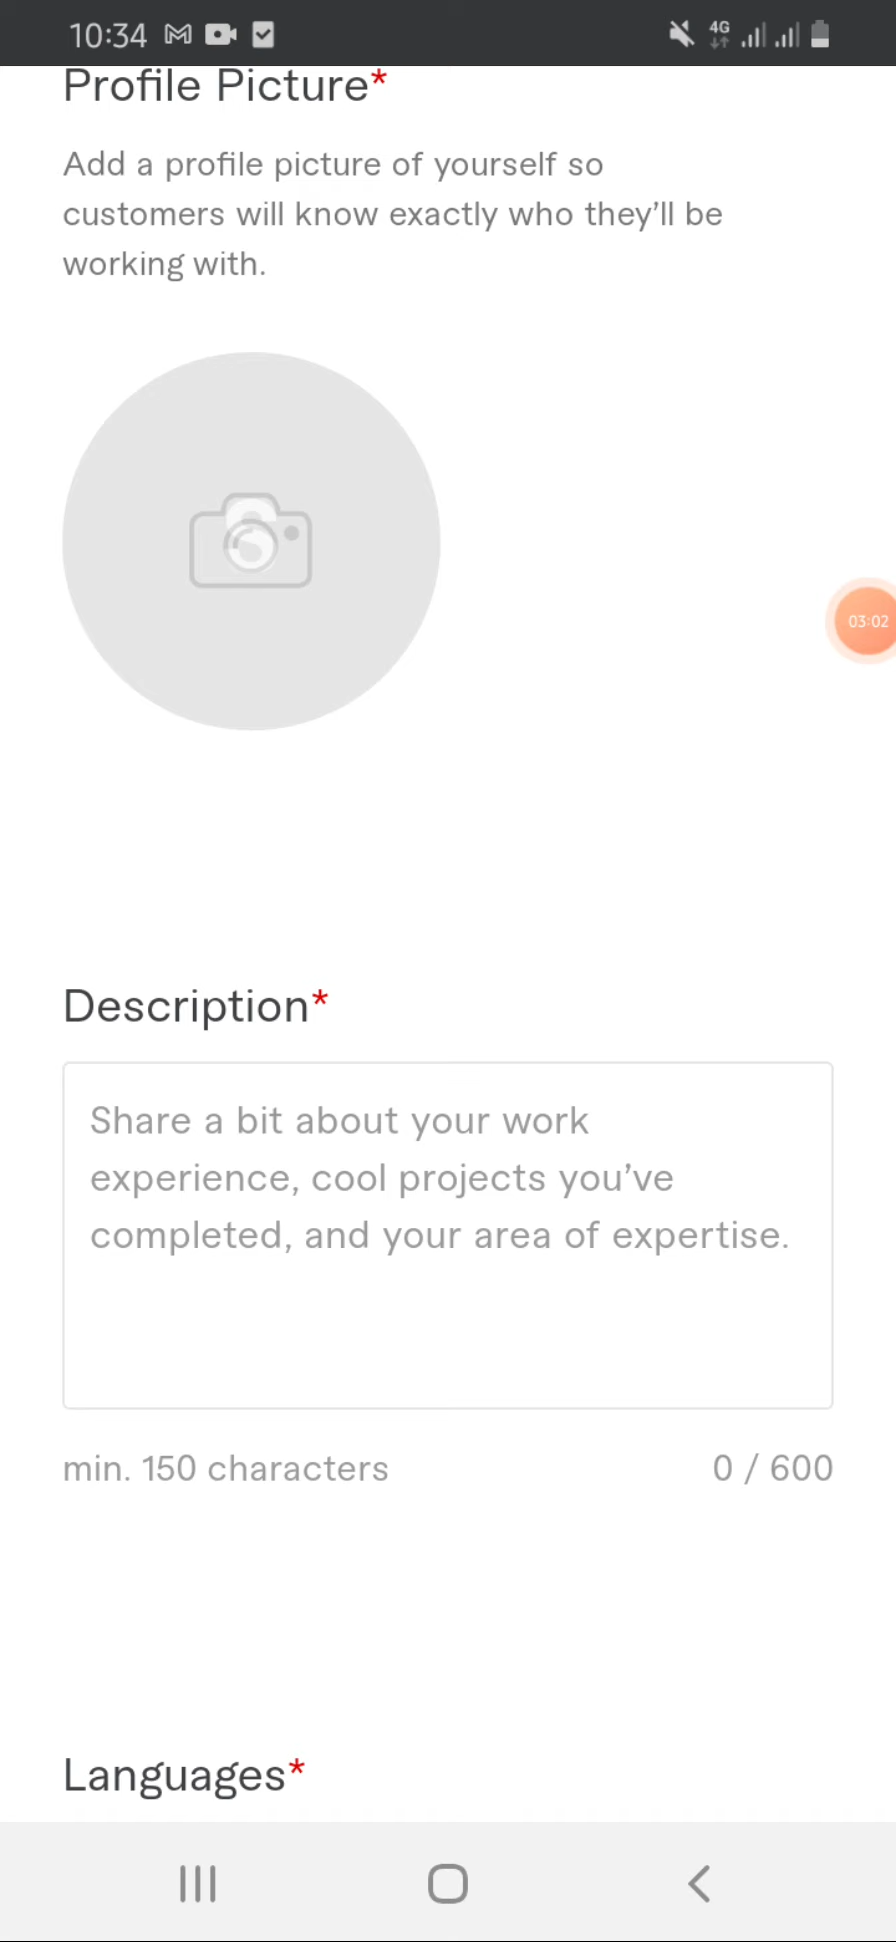 10:34
4G
Profile Picture*
Add a profile picture of yourself so
customers will know exactly who they’ll be
working with.
03:02
Description*
Share a bit about your work
experience, cool projects you’ve
completed, and your area of expertise.
min. 150 characters
0 / 600
Languages*